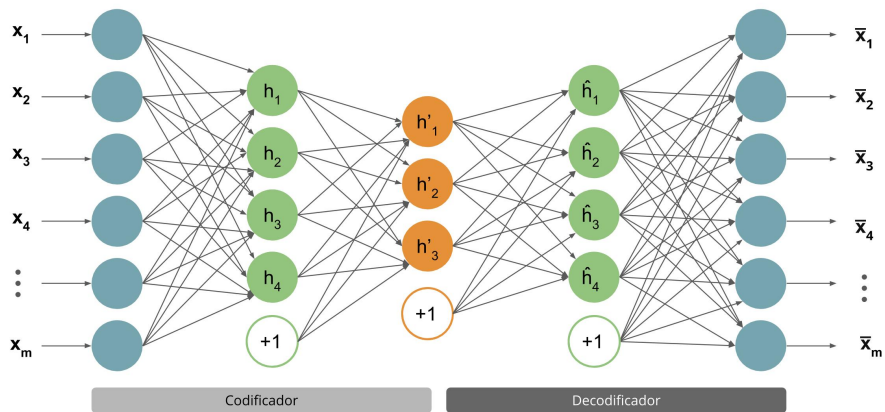 x1
x2
x3
x4
⋮
xm
h1
h2
h3
h4
+1
h'1
h'2
h'3
+1
ĥ1
ĥ2
ĥ3
ĥ4
+1
x̅1
x̅2
x̅3
x̅4
⋮
x̅m
Codificador
Decodificador